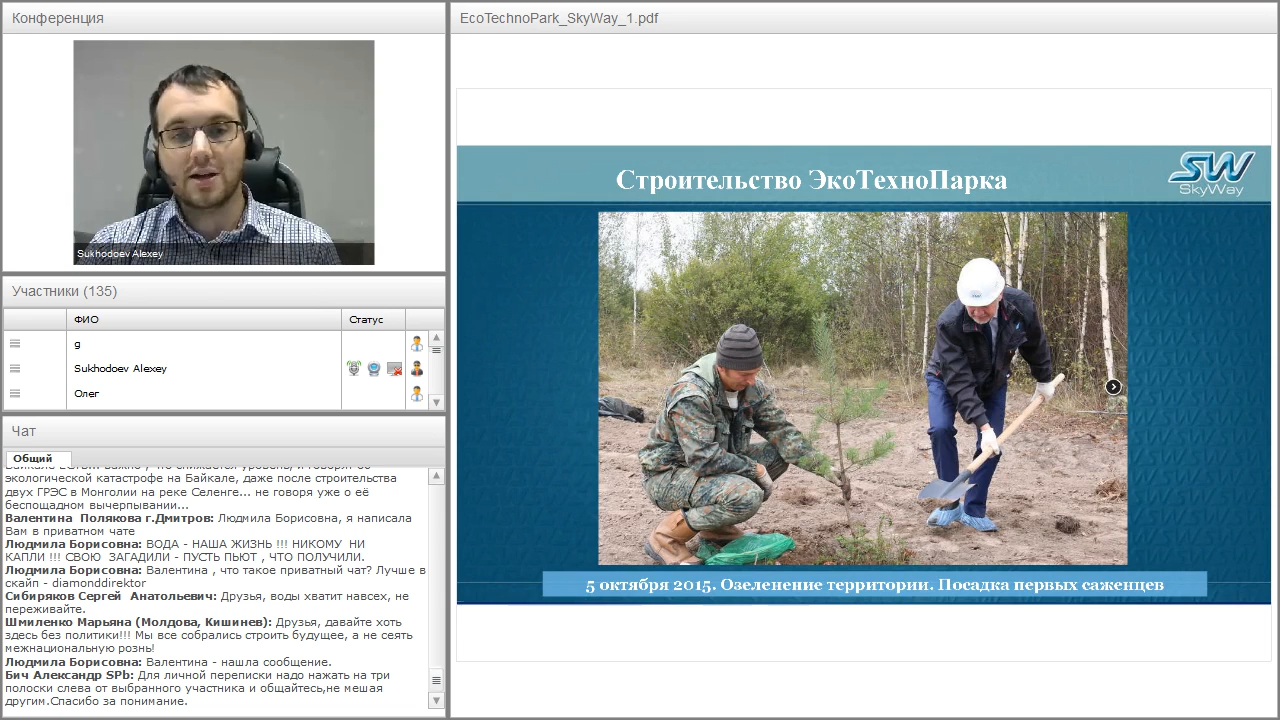 Конференция
Sukhodoev Alexey
Участники (135)
ФИО
Статус
g
Sukhodoev Alexey
Олег
Чат
Общий
экологической катастрофе на Байкале, даже после строительства
двух ГРЭС в Монголии на реке Селенге... не говоря уже о её
беспощадном вычерпывании...
Валентина Полякова г.Дмитров: Людмила Борисовна, я написала
Вам в приватном чате
Людмила Борисовна: ВОДА - НАША ЖИЗНЬ !!! НИКОМУ НИ
КАПЛИ !!! СВОЮ ЗАГАДИЛИ - ПУСТЬ ПЬЮТ , ЧТО ПОЛУЧИЛИ.
Людмила Борисовна: Валентина , что такое приватный чат? Лучше в
скайп - diamonddirektor
Сибиряков Сергей Анатольевич: Друзья, воды хватит на всех, не
переживайте.
Шмиленко Марьяна (Молдова, Кишинев): Друзья, давайте хоть
здесь без политики!!! Мы все собрались строить будущее, а не сеять
межнациональную рознь!
Людмила Борисовна: Валентина - нашла сообщение.
Бич Александр SPb: Для личной переписки надо нажать на три
полоски слева от выбранного участника и общайтесь,не мешая
другим.Спасибо за понимание.
EcoTechnoPark_SkyWay_1.pdf
Строительство ЭкоТехноПарка
SW
SkyWay
5 октября 2015. Озеленение территории. Посадка первых саженцев